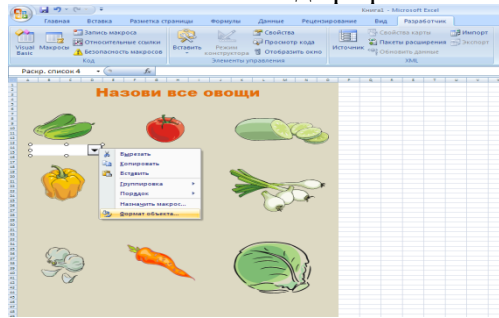 Книга1 - Microsoft Excel
Главная Вставка Разметка страницы Формулы Данные Рецензирование Вид Разработчик
Visual Basic
Макросы
Запись макроса
Относительные ссылки
Безопасность макросов
Код
Вставить
Режим конструктора
Свойства
Просмотр кода
Отобразить окно
Элементы управления
Источник
Свойства карты
Пакеты расширения
Обновить данные
Импорт
Экспорт
XML
Раскр. список 4
fx
Назови все овощи
Вырезать
Копировать
Вставить
Группировка
Порядок
Назначить макрос...
Формат объекта...